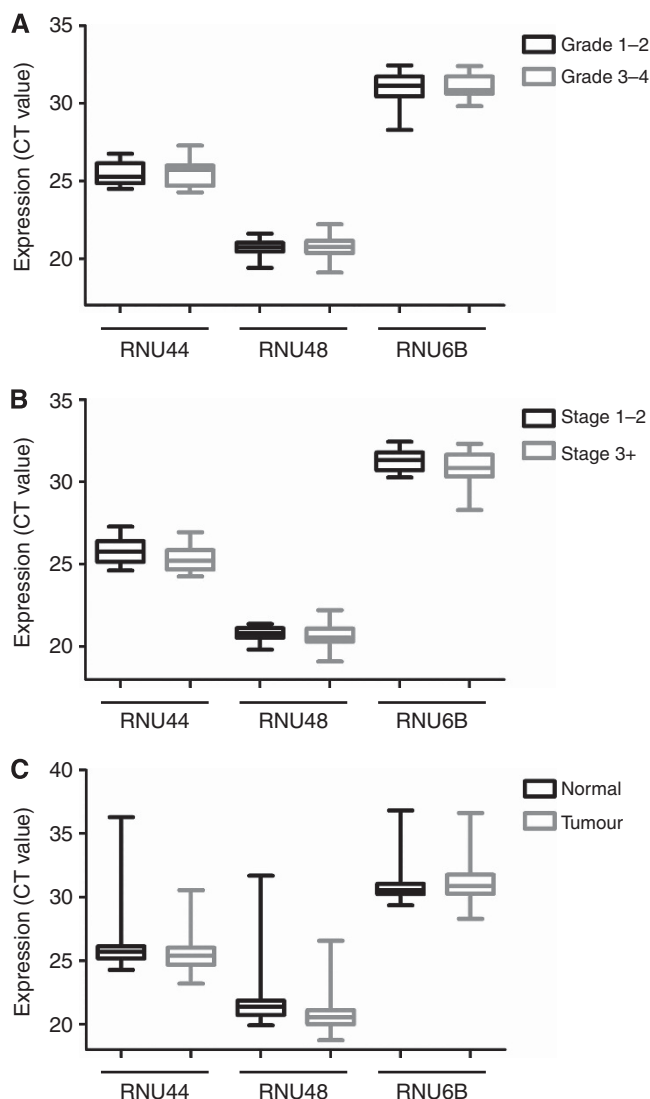 A
35
30
25
20
Expression (CT value)
Grade 1–2
Grade 3–4
RNU44 RNU48 RNU6B
B
35
30
25
20
Expression (CT value)
Stage 1–2
Stage 3+
RNU44 RNU48 RNU6B
C
40
35
30
25
20
Expression (CT value)
Normal
Tumour
RNU44 RNU48 RNU6B